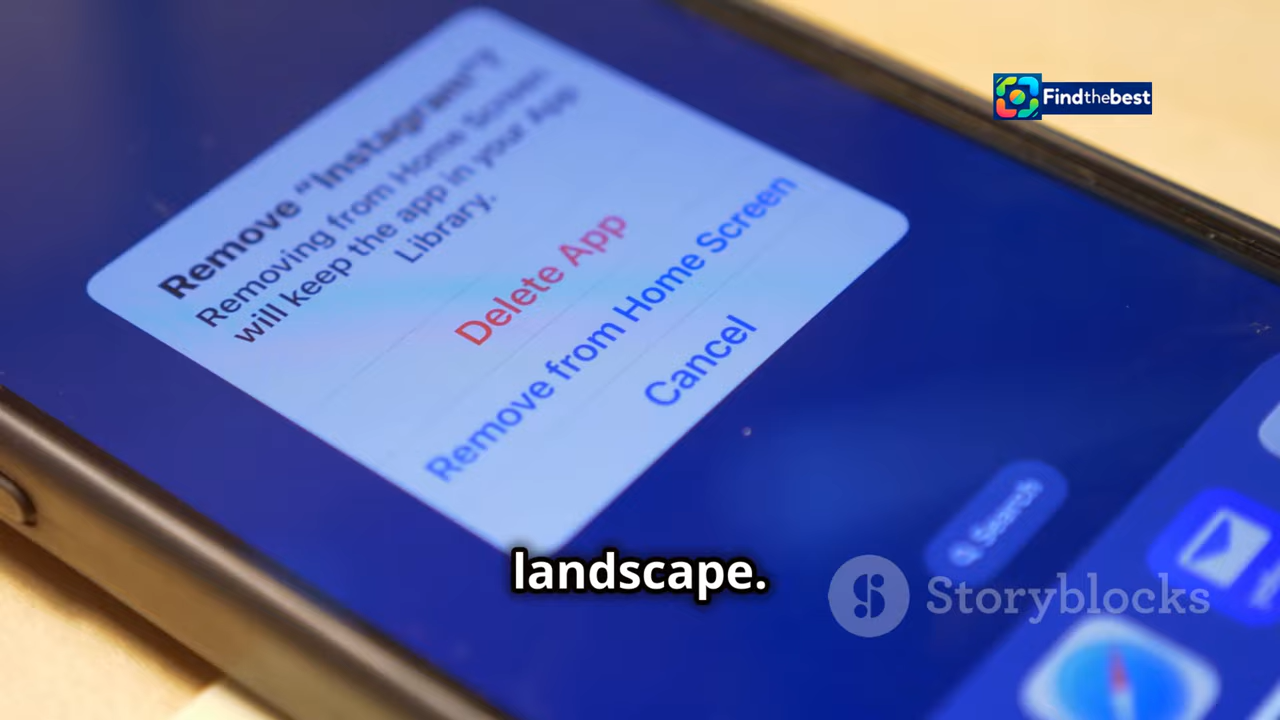 Findthebest
Remove "Instagram"?
Removing from Home Screen
will keep the app in your App
Library.
Delete App
Remove from Home Screen
Cancel
Search
landscape.
Storyblocks